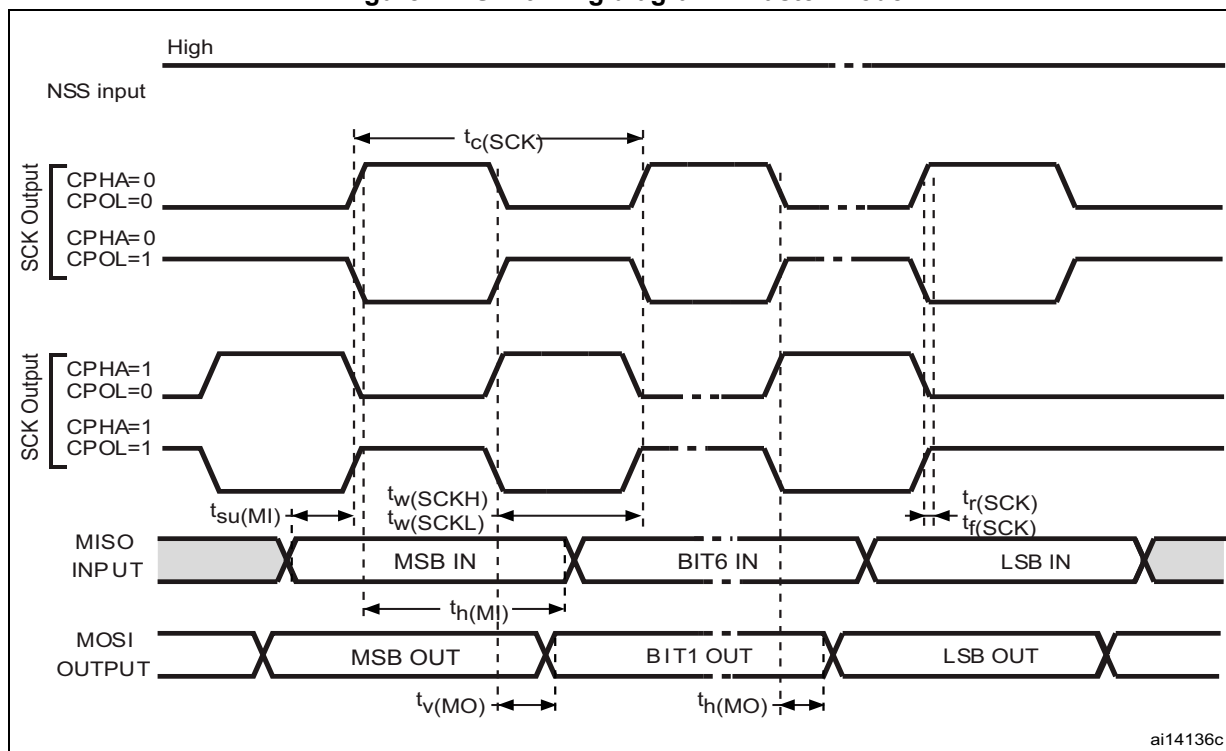 High
NSS input
tc(SCK)
SCK Output
CPHA=0
CPOL=0
CPHA=0
CPOL=1
SCK Output
CPHA=1
CPOL=0
CPHA=1
CPOL=1
tsu(MI)
tw(SCKH)
tw(SCKL)
tr(SCK)
tf(SCK)
MISO
INPUT
MSB IN
BIT6 IN
LSB IN
th(MI)
MOSI
OUTPUT
MSB OUT
BIT1 OUT
LSB OUT
tv(MO)
th(MO)
ai14136c